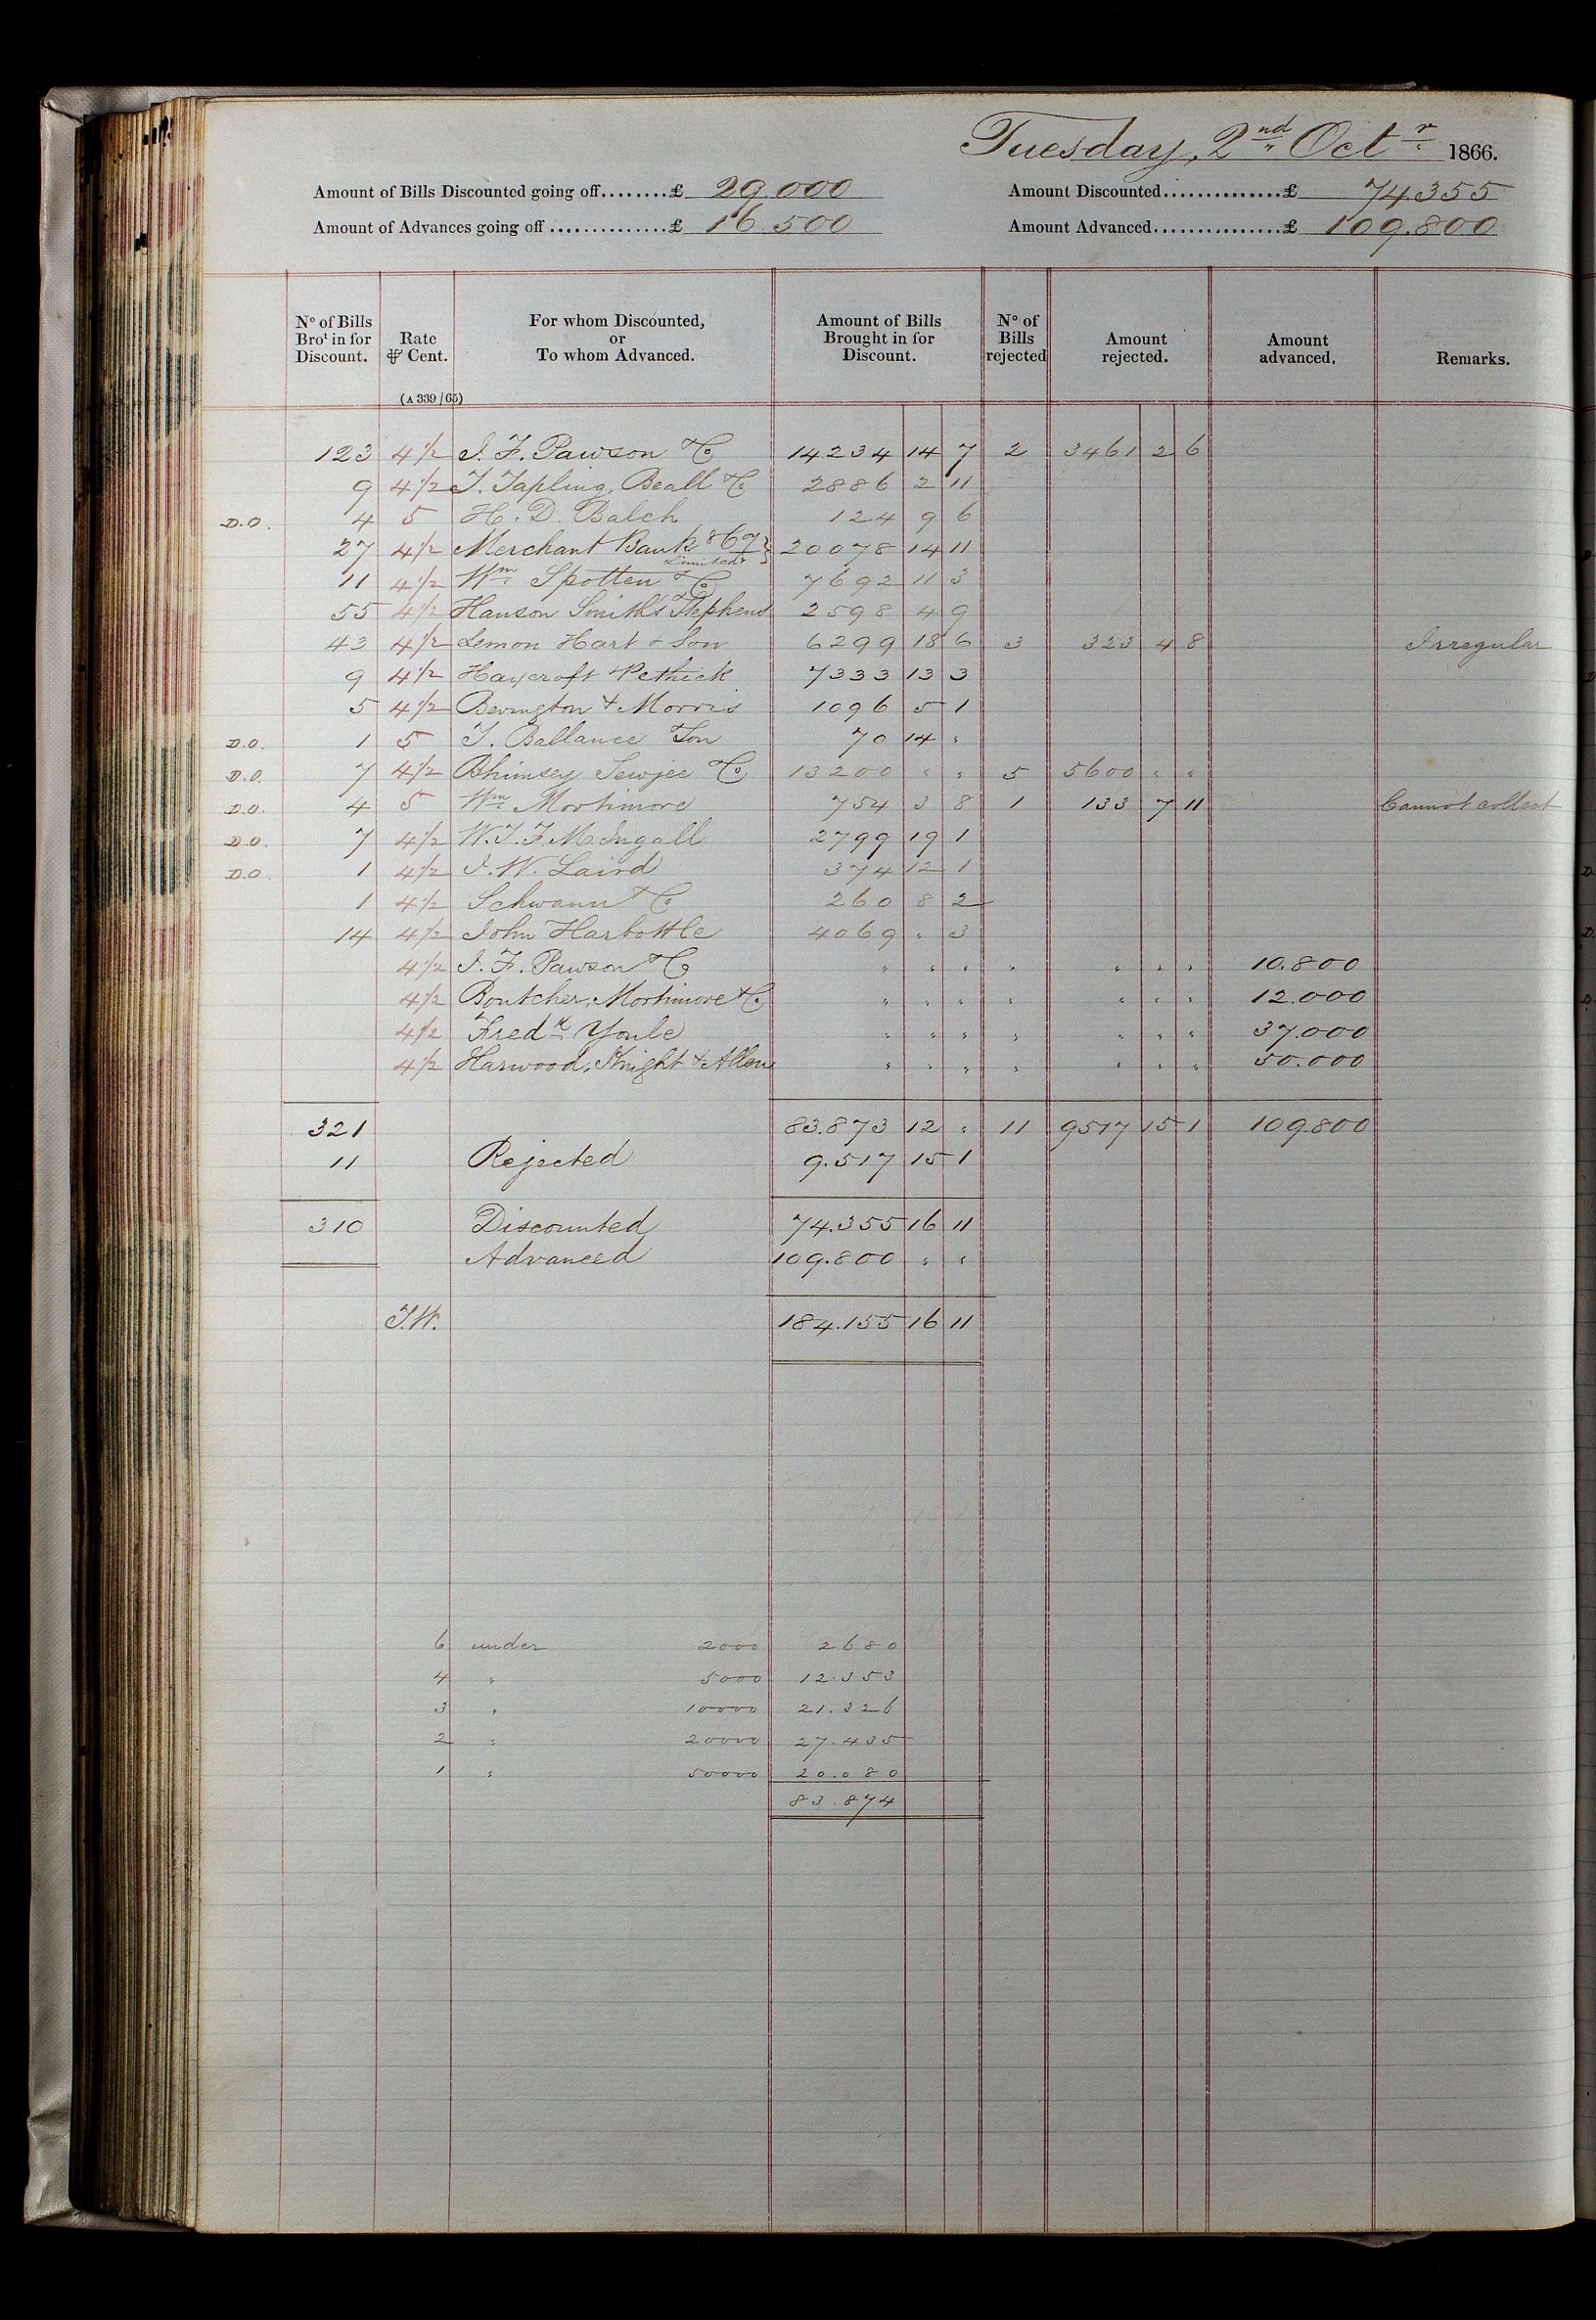 Tuesday, 2nd Octr 1866.
Amount of Bills Discounted going off........£ 29.000 Amount Discounted..............£ 74355
Amount of Advances going off ..............£ 16.500 Amount Advanced...............£ 109.800
No of Bills Brot in for Discount. Rate ⅌ Cent. For whom Discounted, or To whom Advanced. Amount of Bills Brought in for Discount. No of Bills rejected Amount rejected. Amount advanced. Remarks.
(A 339/65)
123 4½ J. F. Pawson & Co 14234 14 7 2 3461 2 6
9 4½ T. Tapling, Beall & Co 2886 2 11
D.O. 4 5 H. D. Balch 124 9 6
27 4½ Merchant Bank 867 } 20078 14 11
Limited
11 4½ Wm Spotten & Co 7692 11 3
55 4½ Hanson Smith & Stephens 2598 4 9
43 4½ Lemon Hart & Son 6299 18 6 3 323 4 8 Irregular
9 4½ Haycroft & Pethick 7333 13 3
5 4½ Bevington & Morris 1096 5 1
D.O. 1 5 T. Ballance & Son 70 14 "
D.O. 7 4½ Bhimsey Sewjee & Co 13200 " " 5 5600 " "
D.O. 4 5 Wm Mortimore 754 3 8 1 133 7 11 Cannot collect
D.O. 7 4½ W.T.F.M. Ingall 2799 19 1
D.O. 1 4½ J. W. Laird 374 12 1
1 4½ Schwann & Co 260 8 2
14 4½ John Harbottle 4069 " 3
4½ J. F. Pawson & Co " " " " " " " 10.800
4½ Boutcher, Mortimore & Co " " " " " " " 12.000
4½ Fredk Youle " " " " " " " 37.000
4½ Harwood, Knight & Allen " " " " " " " 50.000
321 83.873 12 " 11 9517 15 1 109.800
11 Rejected 9.517 15 1
310 Discounted 74.355 16 11
Advanced 109.800 " "
T.W. 184.155 16 11
6 under 2000 2680
4 " 5000 12.353
3 " 10000 21.326
2 " 20000 27.435
1 " 50000 20.080
83.874